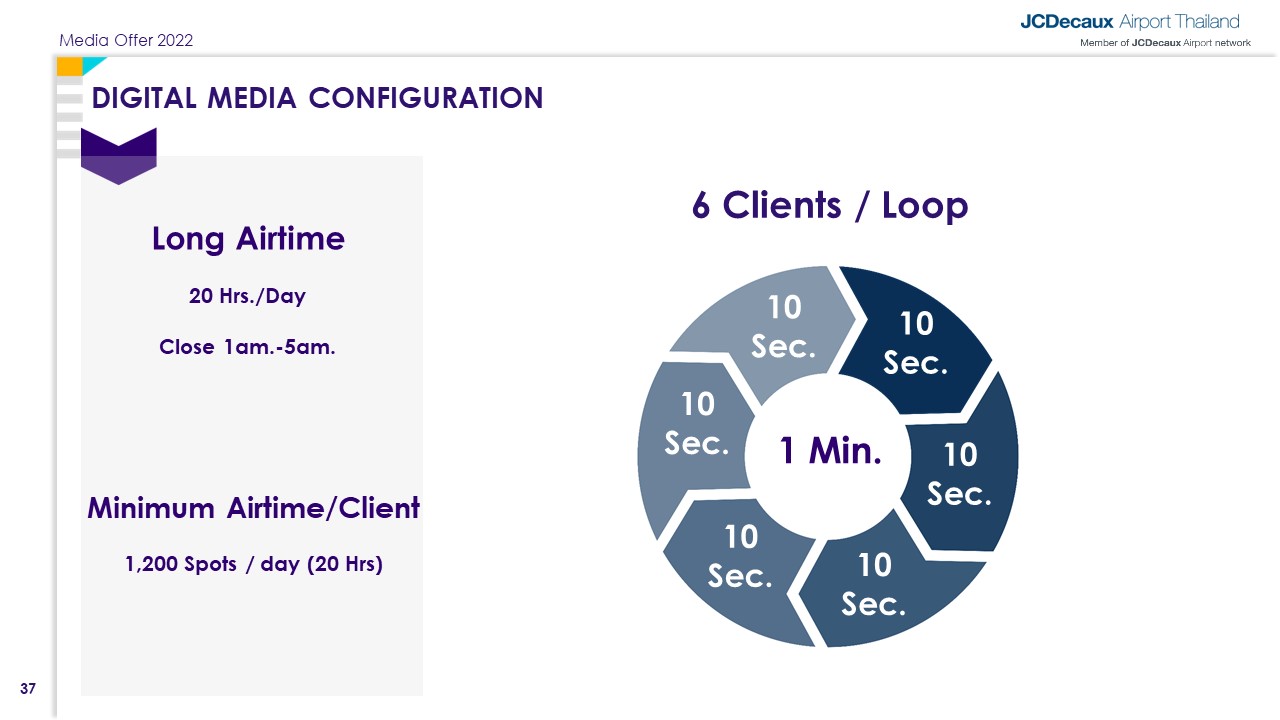 Media Offer 2022
JCDecaux Airport Thailand
Member of JCDecaux Airport network
DIGITAL MEDIA CONFIGURATION
Long Airtime
20 Hrs./Day
Close 1am.-5am.
Minimum Airtime/Client
1,200 Spots / day (20 Hrs)
6 Clients / Loop
10
Sec.
10
Sec.
10
Sec.
10
Sec.
10
Sec.
10
Sec.
1 Min.
37